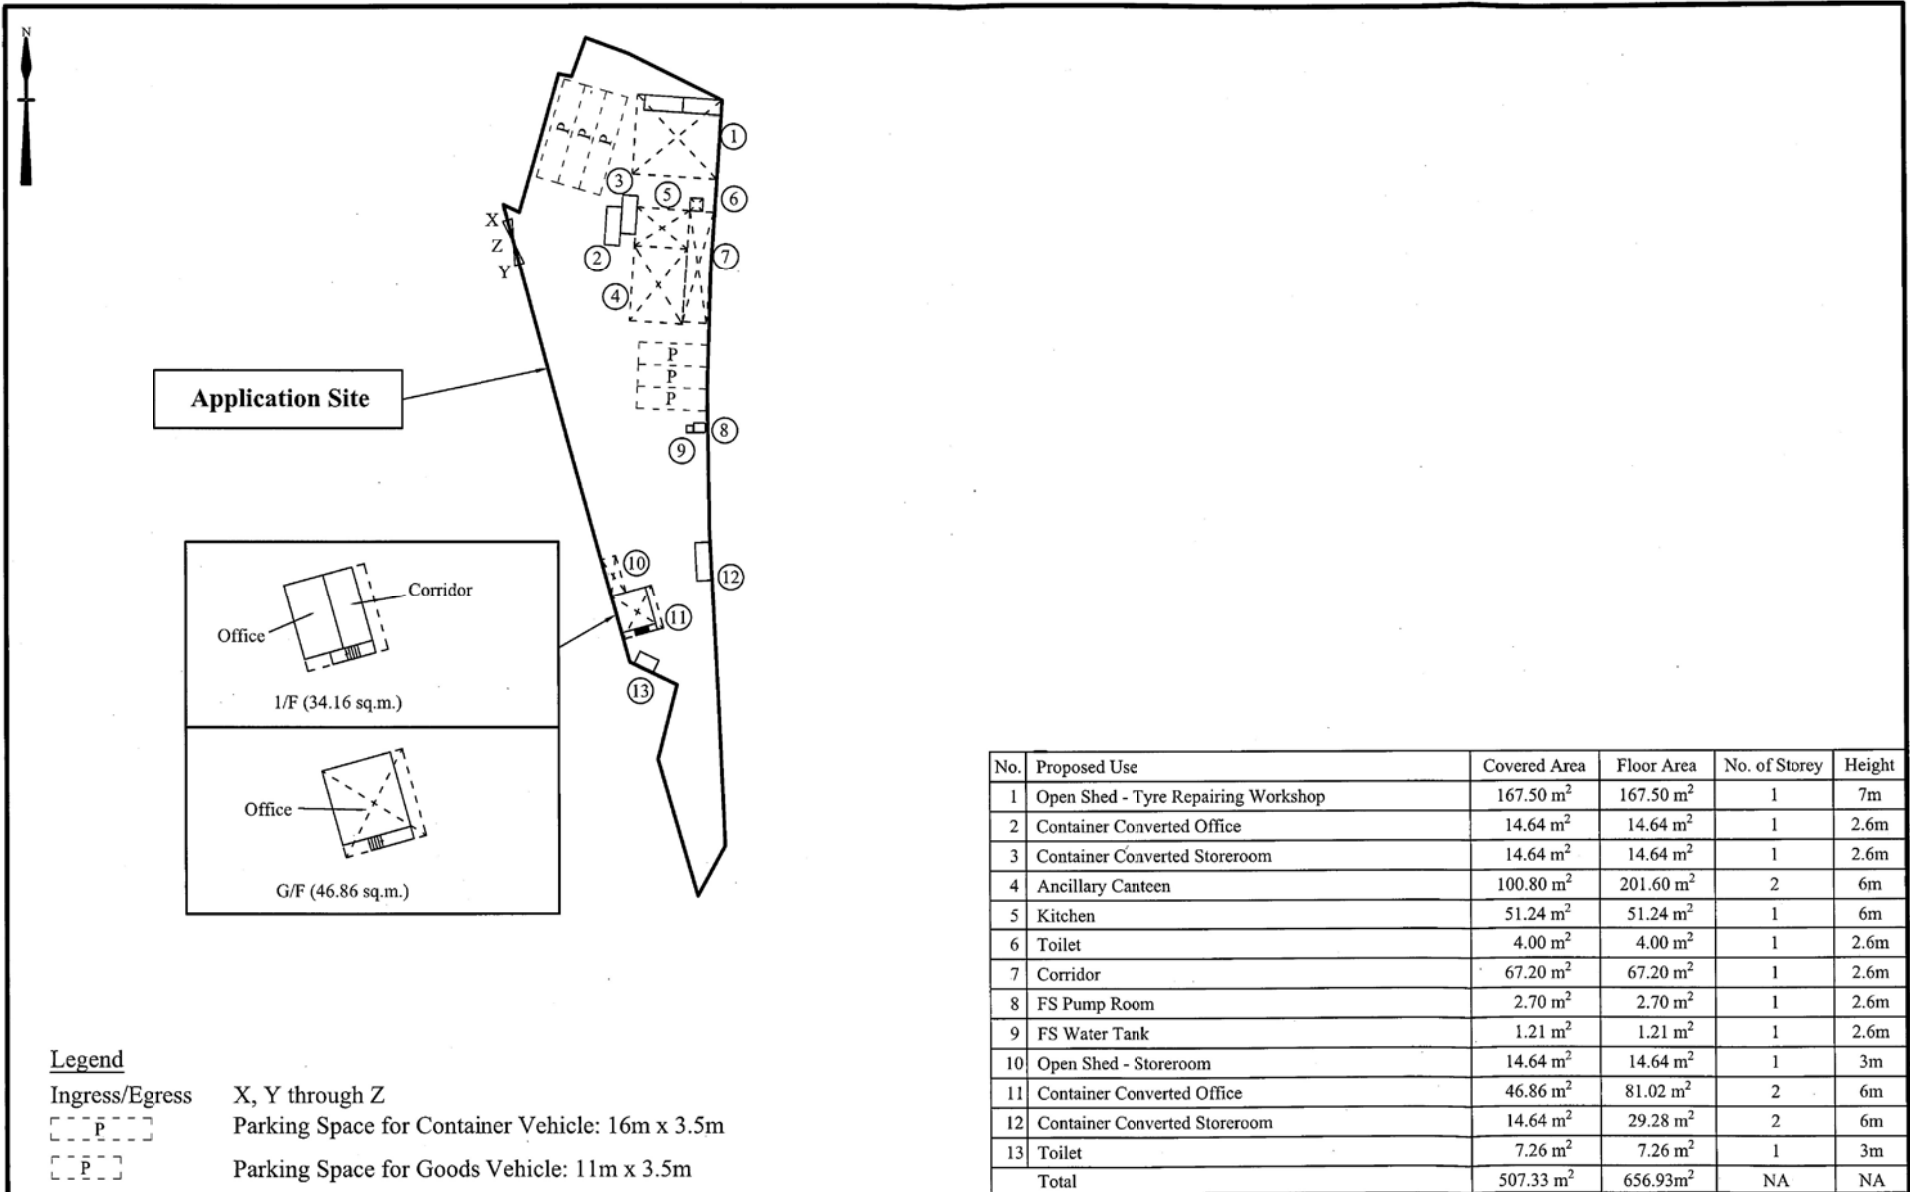 N
P P P
1
3
5
6
X
Z
Y
2
7
4
P
P
P
Application Site
8
9
10
12
11
13
Corridor
Office
1/F (34.16 sq.m.)
Office
G/F (46.86 sq.m.)
No. Proposed Use Covered Area Floor Area No. of Storey Height
1 Open Shed - Tyre Repairing Workshop 167.50 m² 167.50 m² 1 7m
2 Container Converted Office 14.64 m² 14.64 m² 1 2.6m
3 Container Converted Storeroom 14.64 m² 14.64 m² 1 2.6m
4 Ancillary Canteen 100.80 m² 201.60 m² 2 6m
5 Kitchen 51.24 m² 51.24 m² 1 6m
6 Toilet 4.00 m² 4.00 m² 1 2.6m
7 Corridor 67.20 m² 67.20 m² 1 2.6m
8 FS Pump Room 2.70 m² 2.70 m² 1 2.6m
9 FS Water Tank 1.21 m² 1.21 m² 1 2.6m
10 Open Shed - Storeroom 14.64 m² 14.64 m² 1 3m
11 Container Converted Office 46.86 m² 81.02 m² 2 6m
12 Container Converted Storeroom 14.64 m² 29.28 m² 2 6m
13 Toilet 7.26 m² 7.26 m² 1 3m
Total 507.33 m² 656.93m² NA NA
Legend
Ingress/Egress X, Y through Z
P Parking Space for Container Vehicle: 16m x 3.5m
P Parking Space for Goods Vehicle: 11m x 3.5m